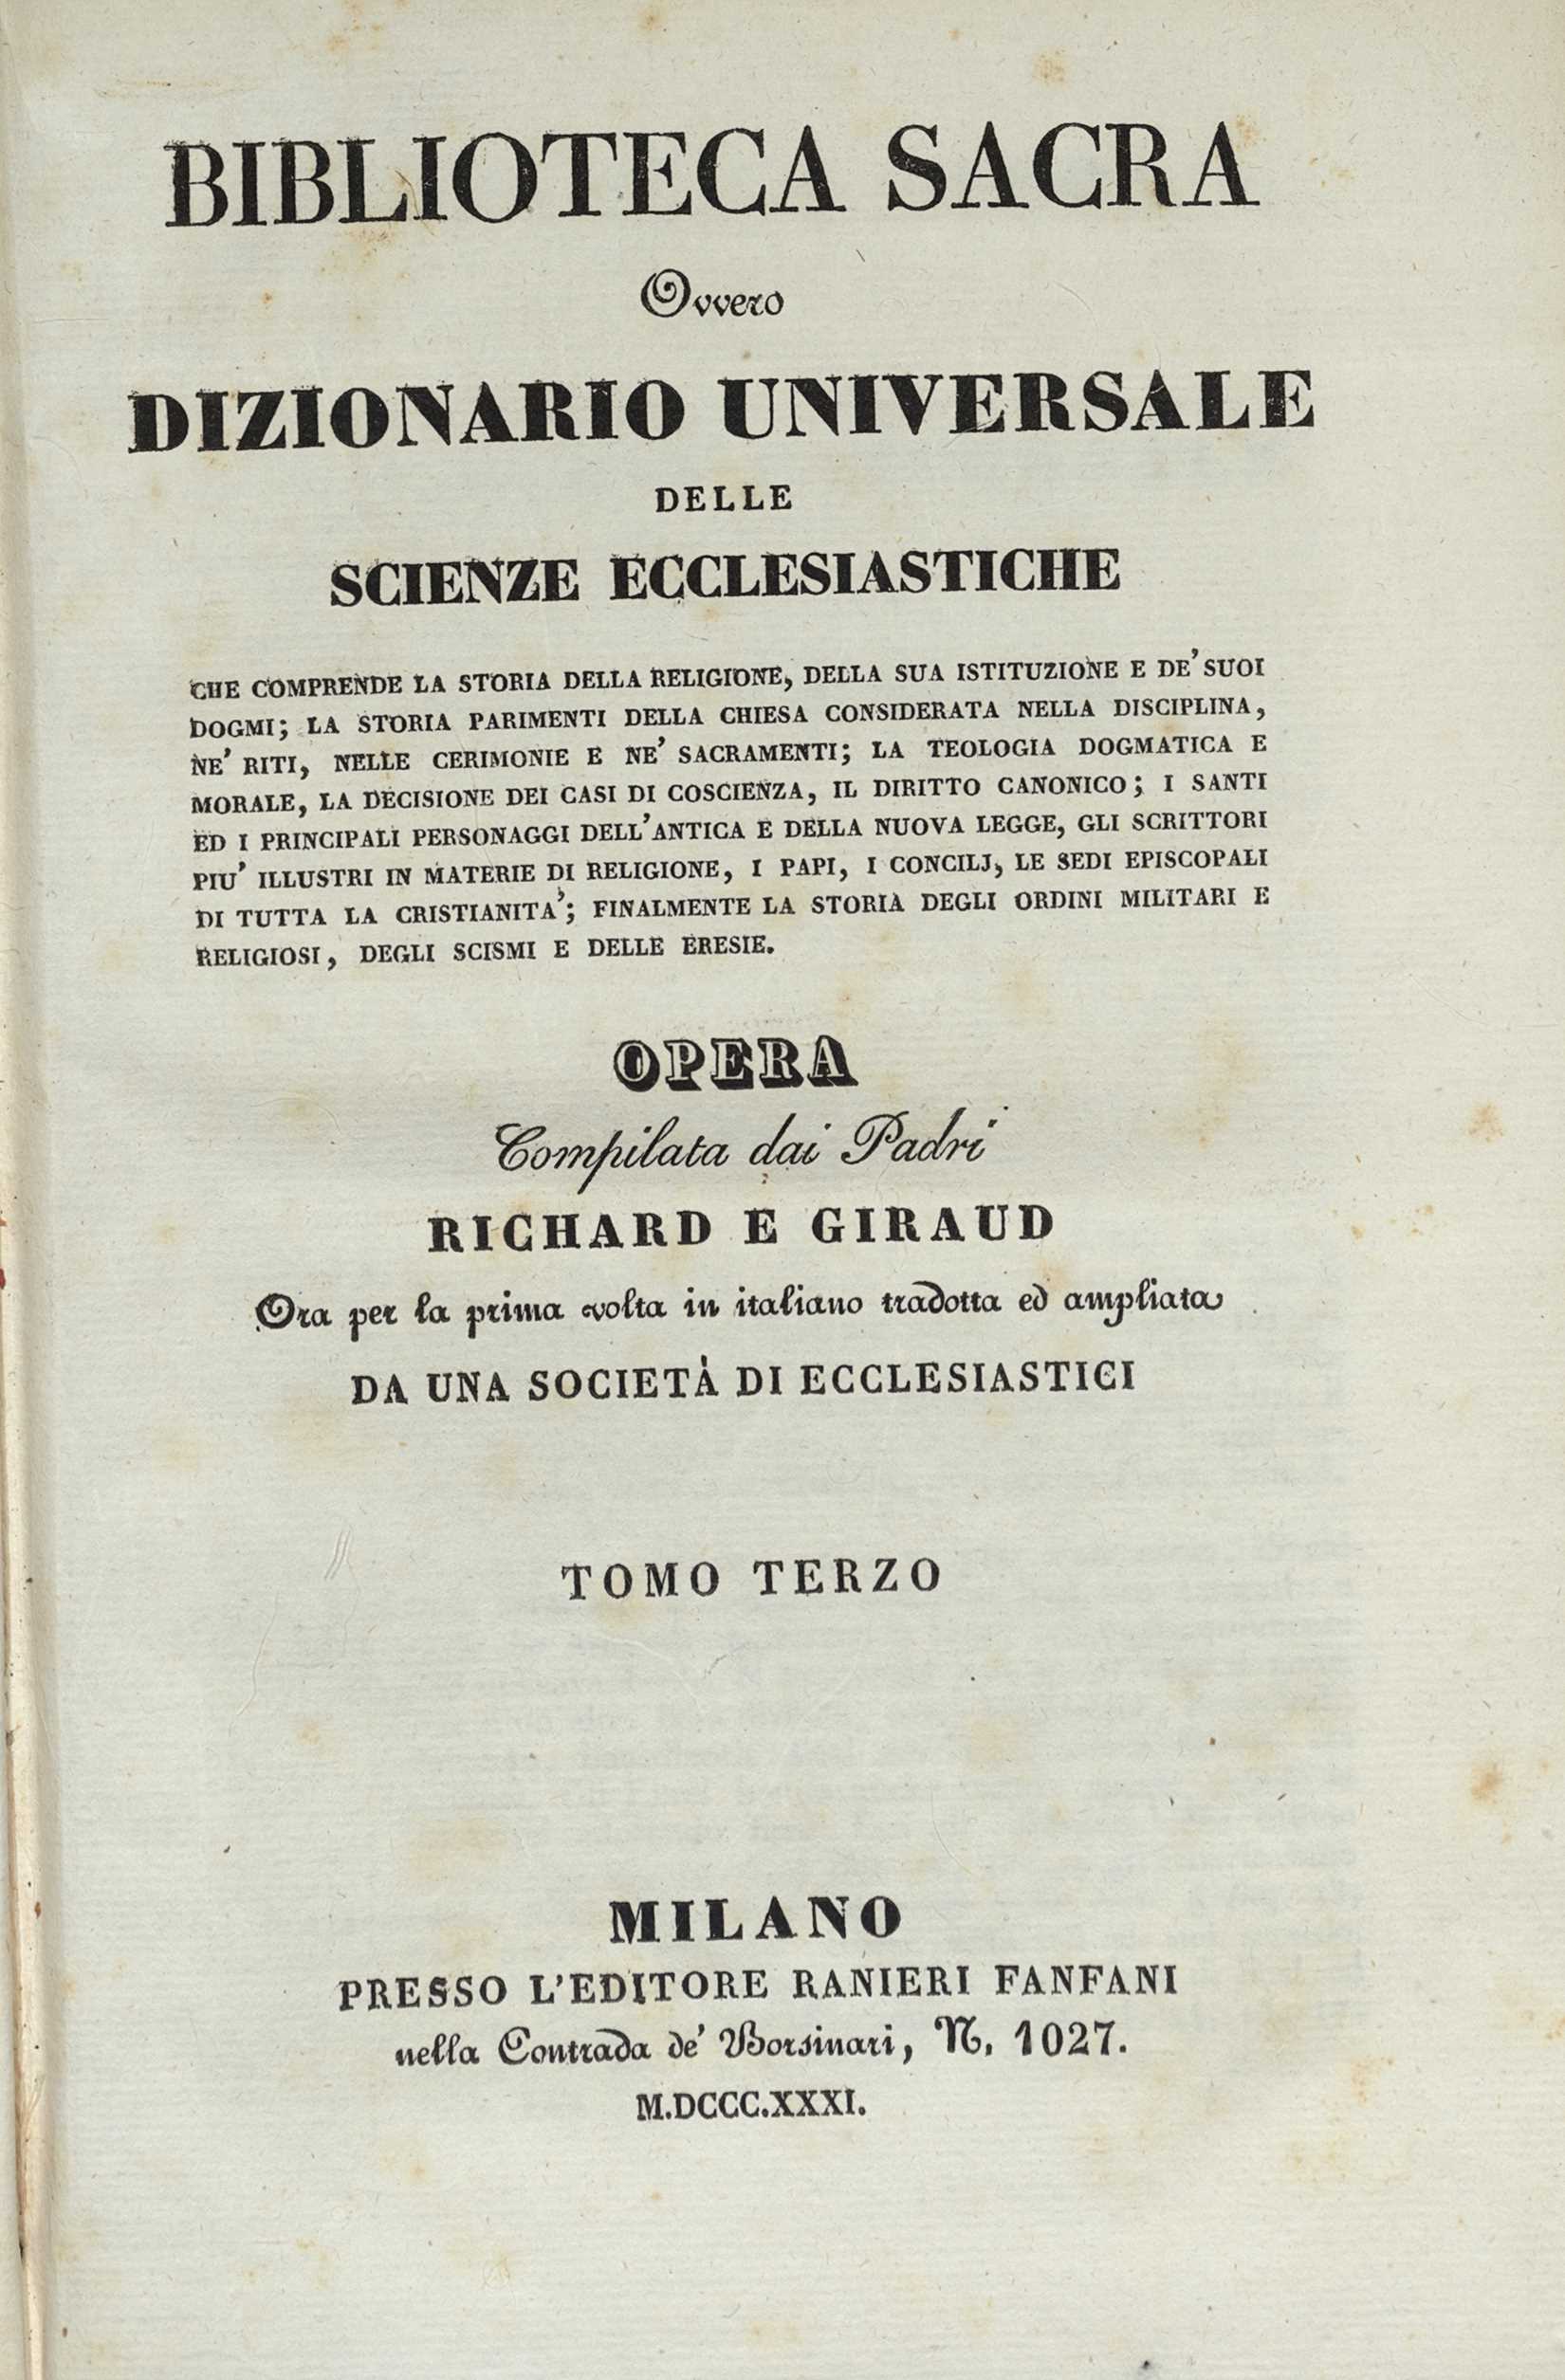 BIBLIOTECA SACRA
Ovvero
DIZIONARIO UNIVERSALE
DELLE
SCIENZE ECCLESIASTICHE
CHE COMPRENDE LA STORIA DELLA RELIGIONE, DELLA SUA ISTITUZIONE E DE' SUOI
DOGMI; LA STORIA PARIMENTI DELLA CHIESA CONSIDERATA NELLA DISCIPLINA,
NE' RITI, NELLE CERIMONIE E NE' SACRAMENTI; LA TEOLOGIA DOGMATICA E
MORALE, LA DECISIONE DEI CASI DI COSCIENZA, IL DIRITTO CANONICO; I SANTI
ED I PRINCIPALI PERSONAGGI DELL'ANTICA E DELLA NUOVA LEGGE, GLI SCRITTORI
PIU' ILLUSTRI IN MATERIE DI RELIGIONE, I PAPI, I CONCILJ, LE SEDI EPISCOPALI
DI TUTTA LA CRISTIANITA'; FINALMENTE LA STORIA DEGLI ORDINI MILITARI E
RELIGIOSI, DEGLI SCISMI E DELLE ERESIE.
OPERA
Compilata dai Padri
RICHARD E GIRAUD
Ora per la prima volta in italiano tradotta ed ampliata
DA UNA SOCIETÀ DI ECCLESIASTICI
TOMO TERZO
MILANO
PRESSO L'EDITORE RANIERI FANFANI
nella Contrada de' Borsinari, N. 1027.
M.DCCC.XXXI.